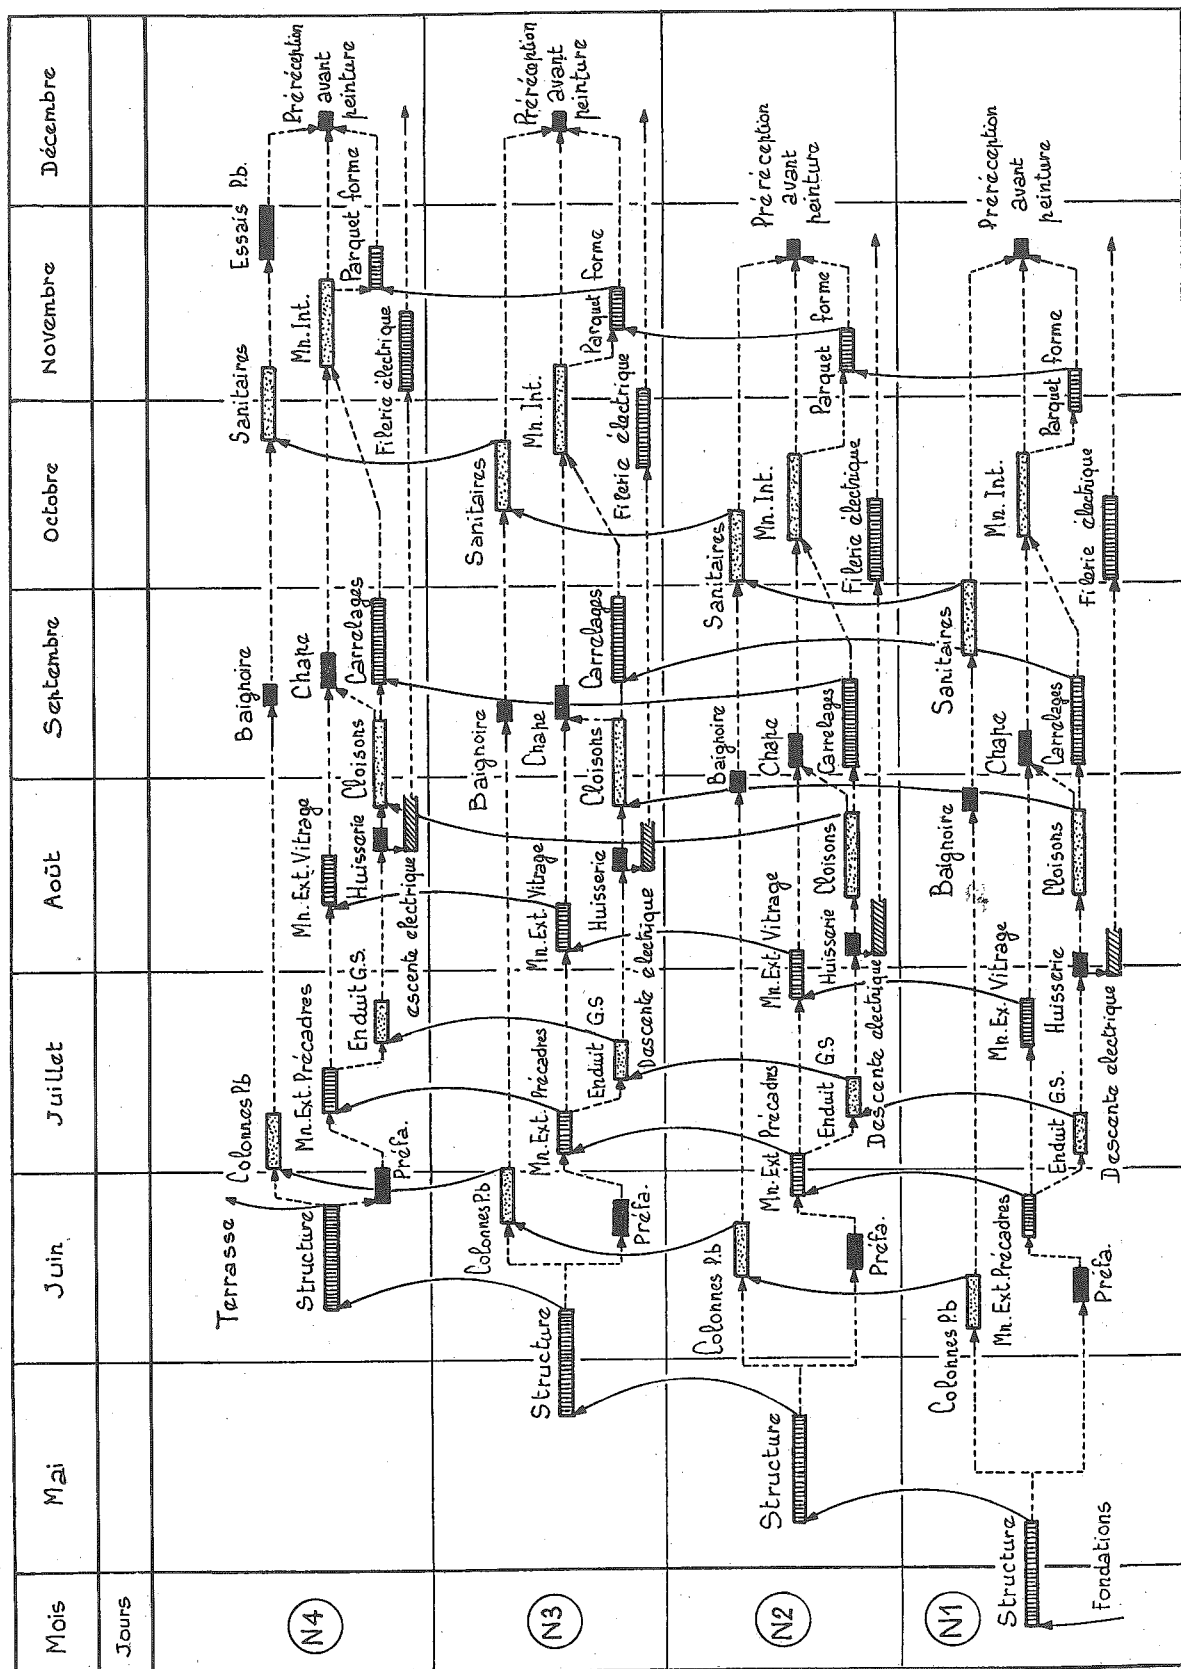 Mois Mai Juin Juillet Août Septembre Octobre Novembre Décembre
Jours
N4
Terrasse Colonnes P.b Baignoire Sanitaires Essais P.b.
Structure Mn.Ext.Précadres Mn.Ext.Vitrage Chape Mn.Int. Préréception
avant
peinture
Préfa. Enduit G.S. Huisserie Cloisons Carrelages Parquet forme
escente électrique Filerie électrique
N3
Colonnes P.b Baignoire Sanitaires
Structure Mn.Ext. Précadres Mn.Ext. Vitrage Chape Mn.Int. Préréception
avant
peinture
Préfa. Enduit G.S Huisserie Cloisons Carrelages Parquet forme
Descente électrique Filerie électrique
N2
Colonnes P.b Baignoire Sanitaires
Structure Mn.Ext Précadres Mn.Ext.Vitrage Chape Mn.Int. Préréception
avant
peinture
Préfa. Enduit G.S Huisserie Cloisons Carrelages Parquet forme
Descente electrique Filerie électrique
N1
Colonnes P.b Baignoire Sanitaires
Structure Mn.Ext.Précadres Mn.Ex Vitrage Chape Mn.Int. Préréception
avant
peinture
Préfa. Enduit G.S. Huisserie Cloisons Carrelages Parquet forme
Fondations Descente electrique Filerie électrique